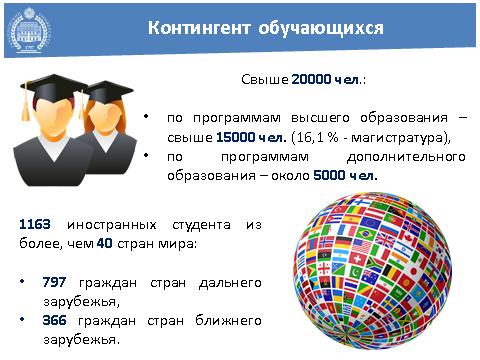 Контингент обучающихся
Свыше 20000 чел.:
• по программам высшего образования –
свыше 15000 чел. (16,1 % - магистратура),
• по программам дополнительного
образования – около 5000 чел.
1163 иностранных студента из
более, чем 40 стран мира:
• 797 граждан стран дальнего
зарубежья,
• 366 граждан стран ближнего
зарубежья.